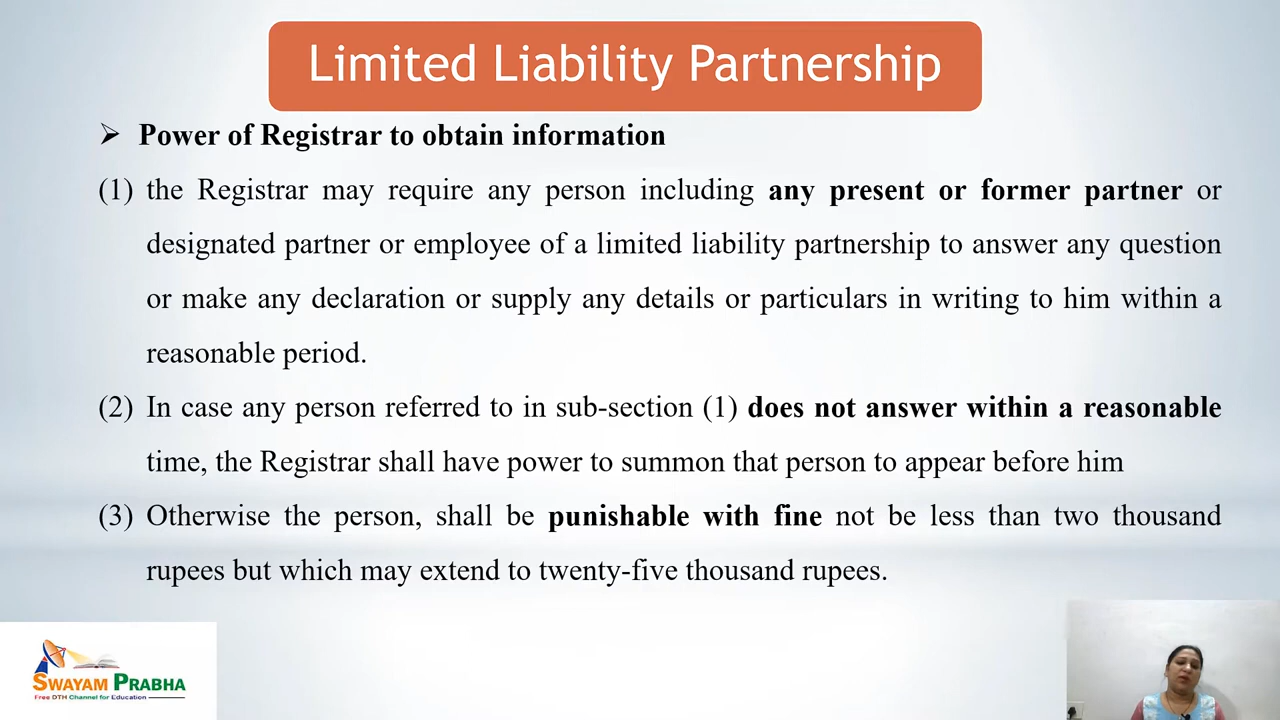 Limited Liability Partnership
➢ Power of Registrar to obtain information
(1) the Registrar may require any person including any present or former partner or
designated partner or employee of a limited liability partnership to answer any question
or make any declaration or supply any details or particulars in writing to him within a
reasonable period.
(2) In case any person referred to in sub-section (1) does not answer within a reasonable
time, the Registrar shall have power to summon that person to appear before him
(3) Otherwise the person, shall be punishable with fine not be less than two thousand
rupees but which may extend to twenty-five thousand rupees.
SWAYAM PRABHA
Free DTH Channel for Education